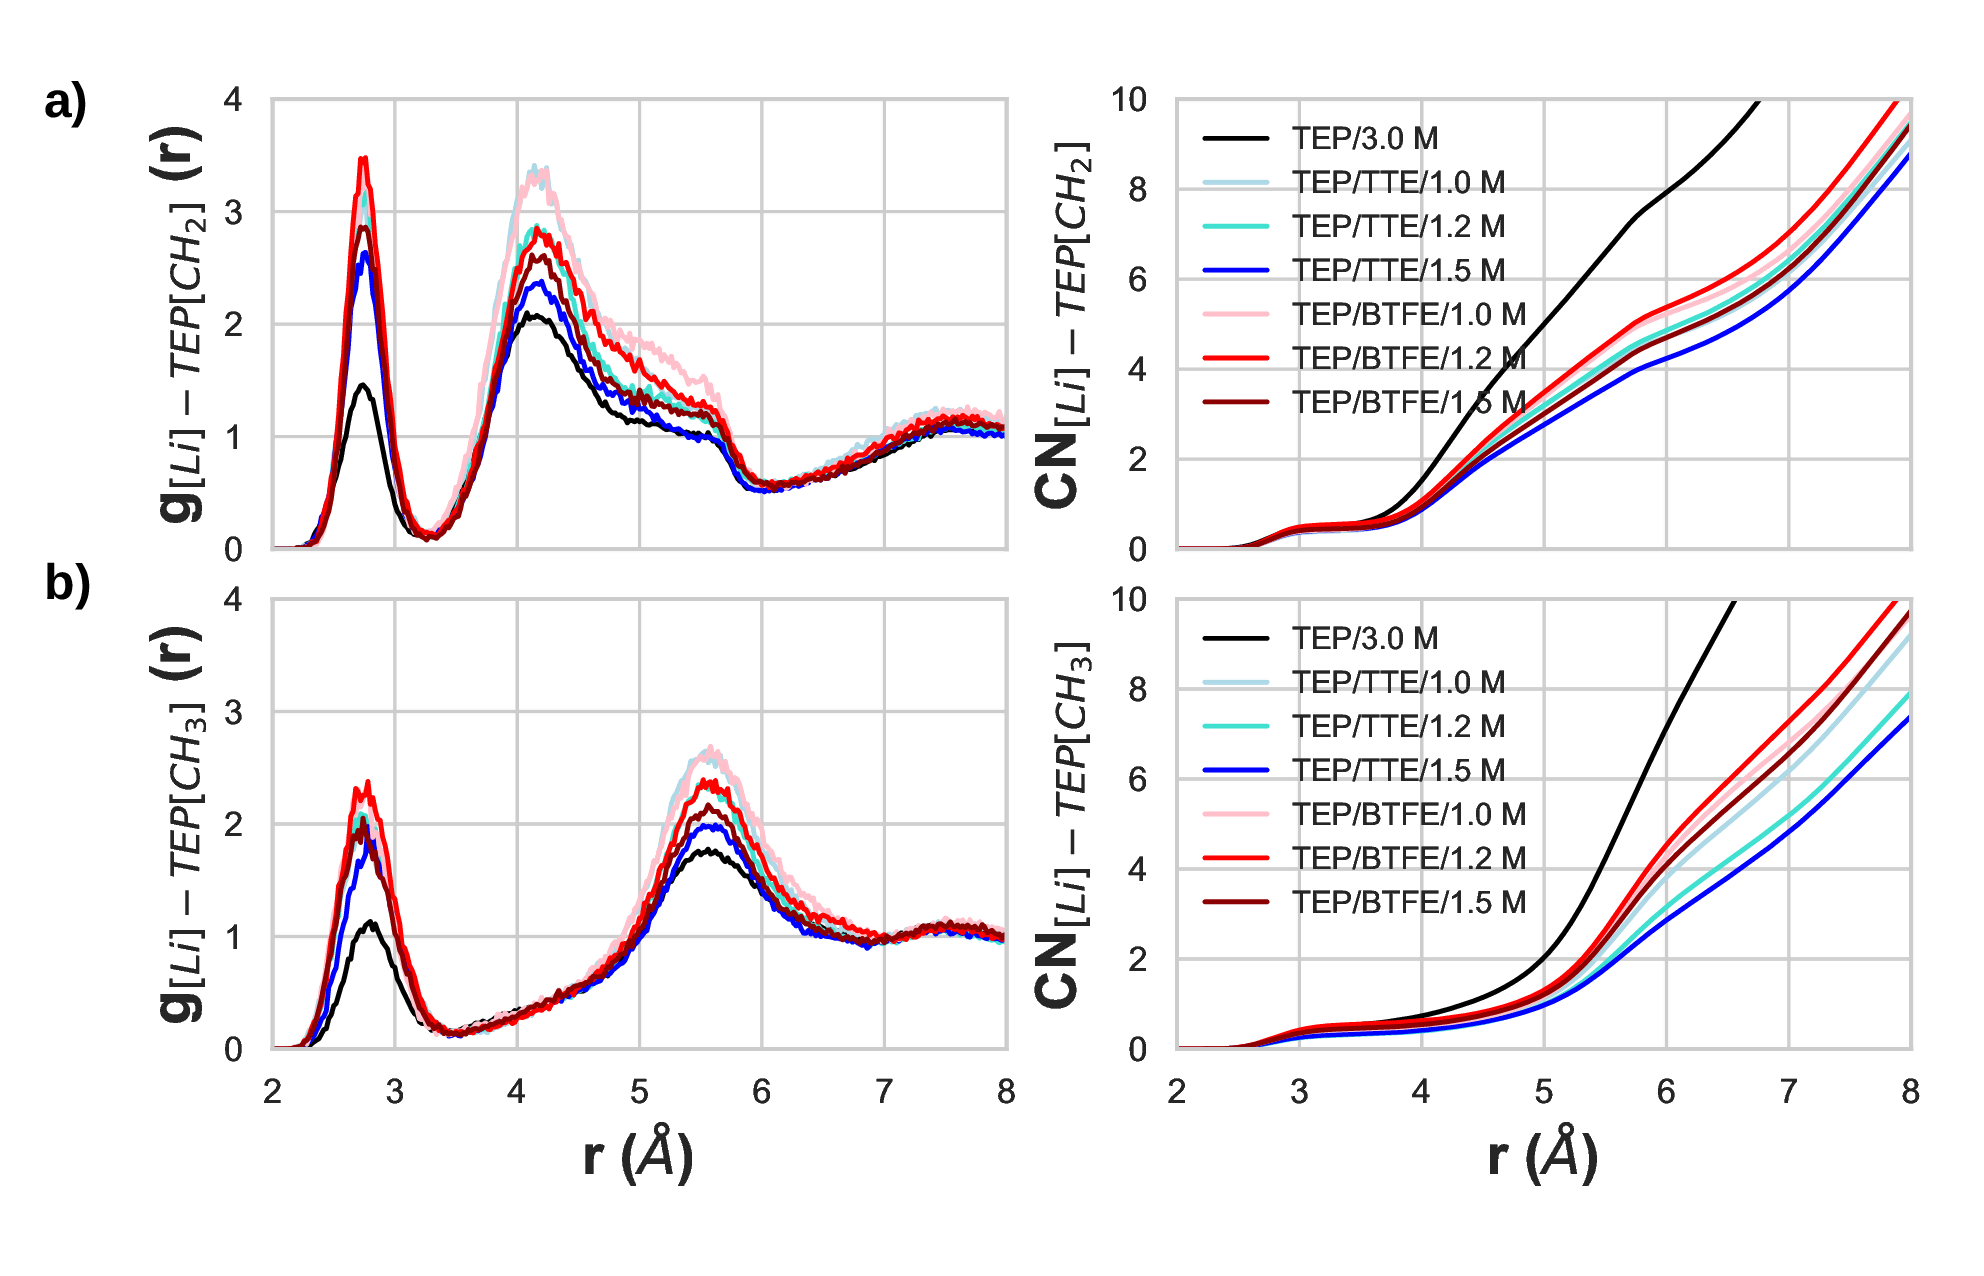 a)
g[Li] − TEP[CH2] (r)
4
3
2
1
0
CN[Li] − TEP[CH2]
10
8
6
4
2
0
TEP/3.0 M
TEP/TTE/1.0 M
TEP/TTE/1.2 M
TEP/TTE/1.5 M
TEP/BTFE/1.0 M
TEP/BTFE/1.2 M
TEP/BTFE/1.5 M
b)
g[Li] − TEP[CH3] (r)
4
3
2
1
0
2 3 4 5 6 7 8
r (Å)
CN[Li] − TEP[CH3]
10
8
6
4
2
0
TEP/3.0 M
TEP/TTE/1.0 M
TEP/TTE/1.2 M
TEP/TTE/1.5 M
TEP/BTFE/1.0 M
TEP/BTFE/1.2 M
TEP/BTFE/1.5 M
2 3 4 5 6 7 8
r (Å)